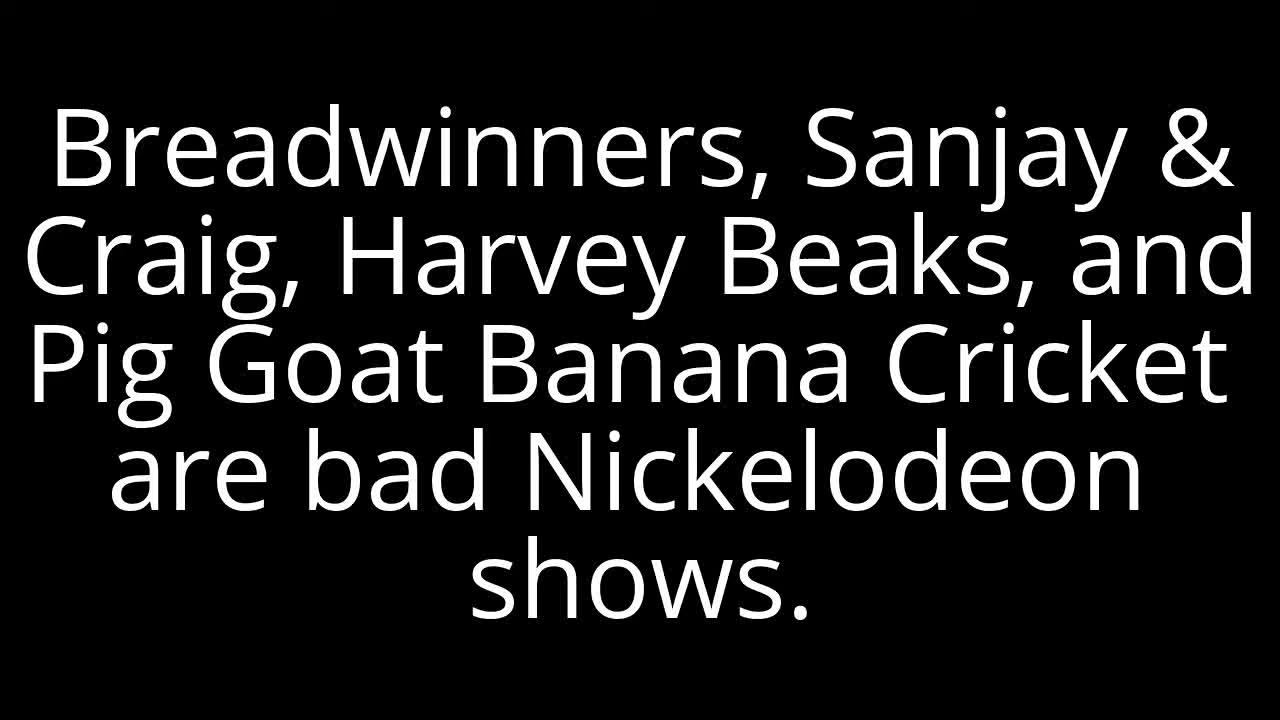 Breadwinners, Sanjay &
Craig, Harvey Beaks, and
Pig Goat Banana Cricket
are bad Nickelodeon
shows.